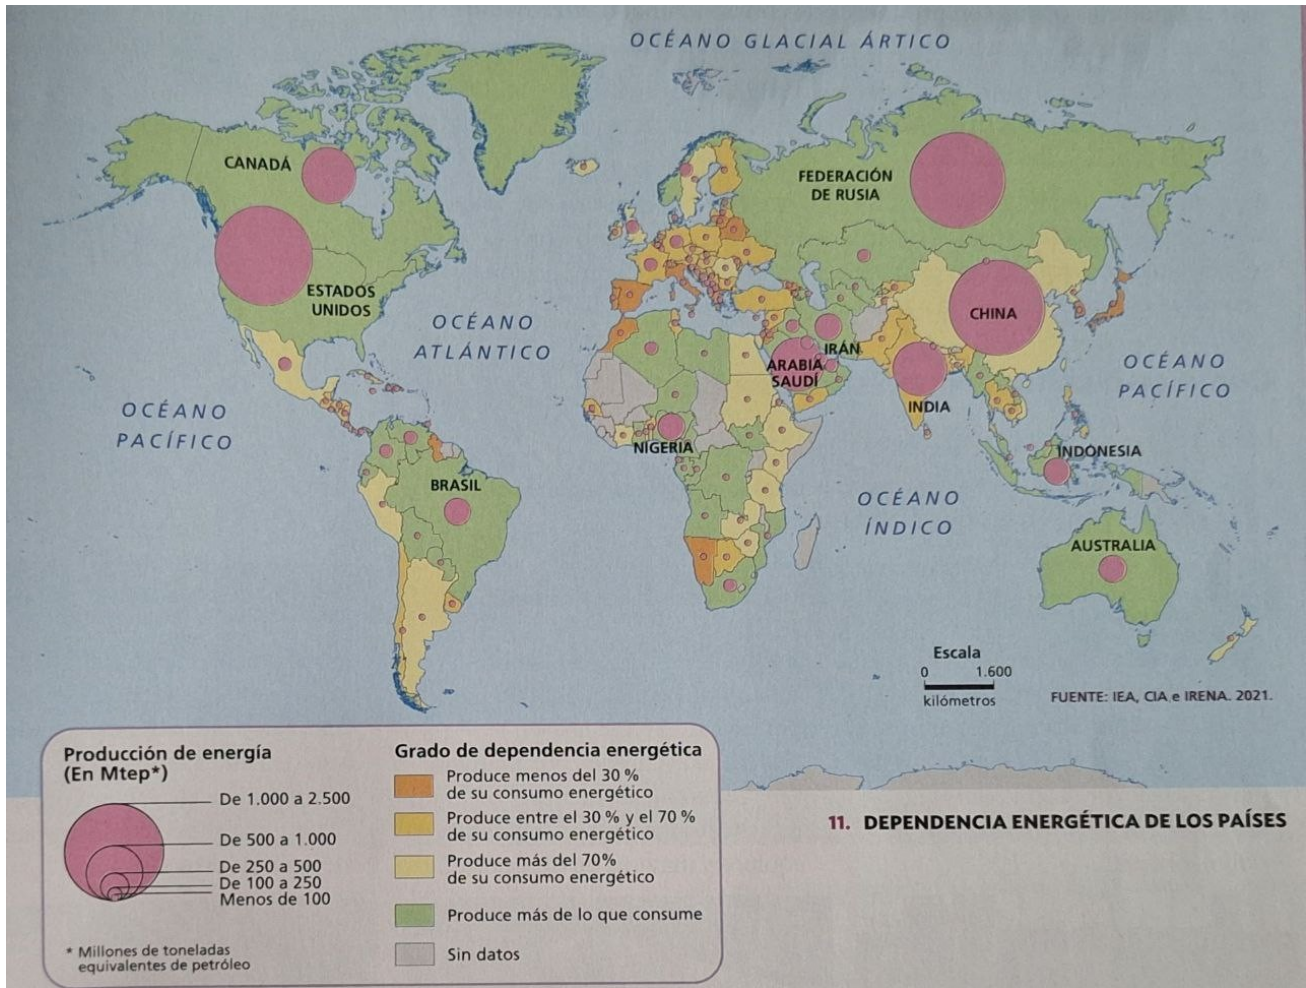 OCÉANO GLACIAL ÁRTICO
CANADÁ
FEDERACIÓN
DE RUSIA
ESTADOS
UNIDOS
CHINA
OCÉANO
ATLÁNTICO
IRÁN
ARABIA
SAUDÍ
OCÉANO
PACÍFICO
INDIA
OCÉANO
PACÍFICO
NIGERIA
INDONESIA
BRASIL
OCÉANO
ÍNDICO
AUSTRALIA
Escala
0 1.600
kilómetros
FUENTE: IEA, CIA e IRENA. 2021.
Producción de energía
(En Mtep*)
De 1.000 a 2.500
De 500 a 1.000
De 250 a 500
De 100 a 250
Menos de 100
* Millones de toneladas
equivalentes de petróleo
Grado de dependencia energética
Produce menos del 30 %
de su consumo energético
Produce entre el 30 % y el 70 %
de su consumo energético
Produce más del 70%
de su consumo energético
Produce más de lo que consume
Sin datos
11. DEPENDENCIA ENERGÉTICA DE LOS PAÍSES